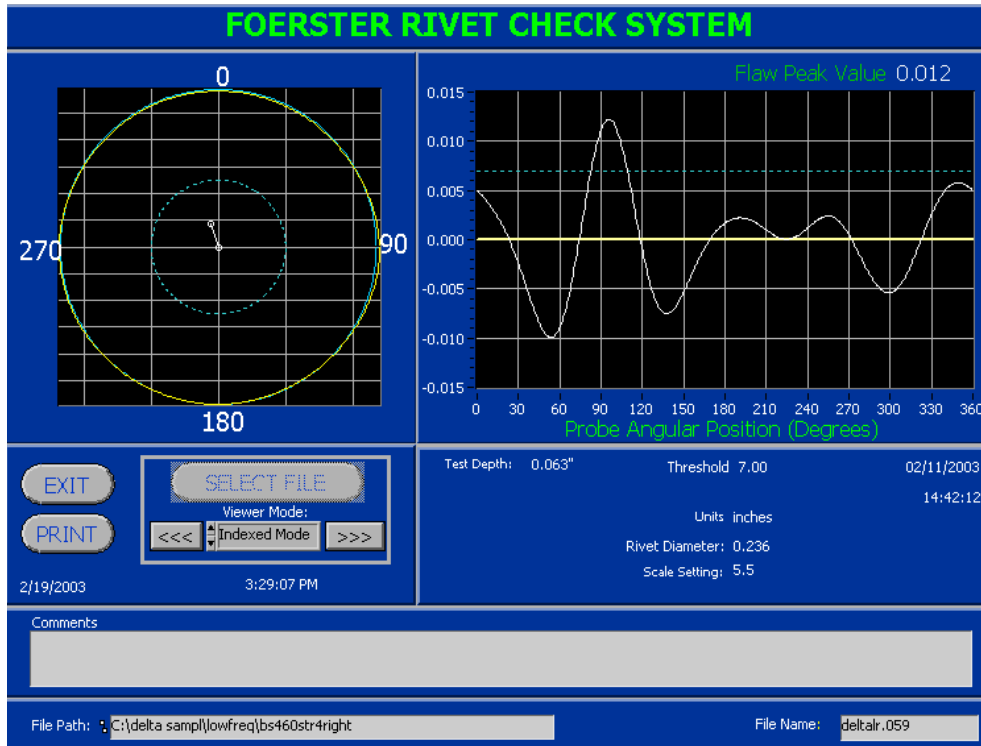 FOERSTER RIVET CHECK SYSTEM
0
270
90
180
Flaw Peak Value 0.012
0.015
0.010
0.005
0.000
-0.005
-0.010
-0.015
0 30 60 90 120 150 180 210 240 270 300 330 360
Probe Angular Position (Degrees)
EXIT
PRINT
SELECT FILE
Viewer Mode:
<<< Indexed Mode >>>
2/19/2003 3:29:07 PM
Test Depth: 0.063" Threshold 7.00 02/11/2003
14:42:12
Units inches
Rivet Diameter: 0.236
Scale Setting: 5.5
Comments
File Path: C:\delta sampl\lowfreq\bs460str4right File Name: deltalr.059